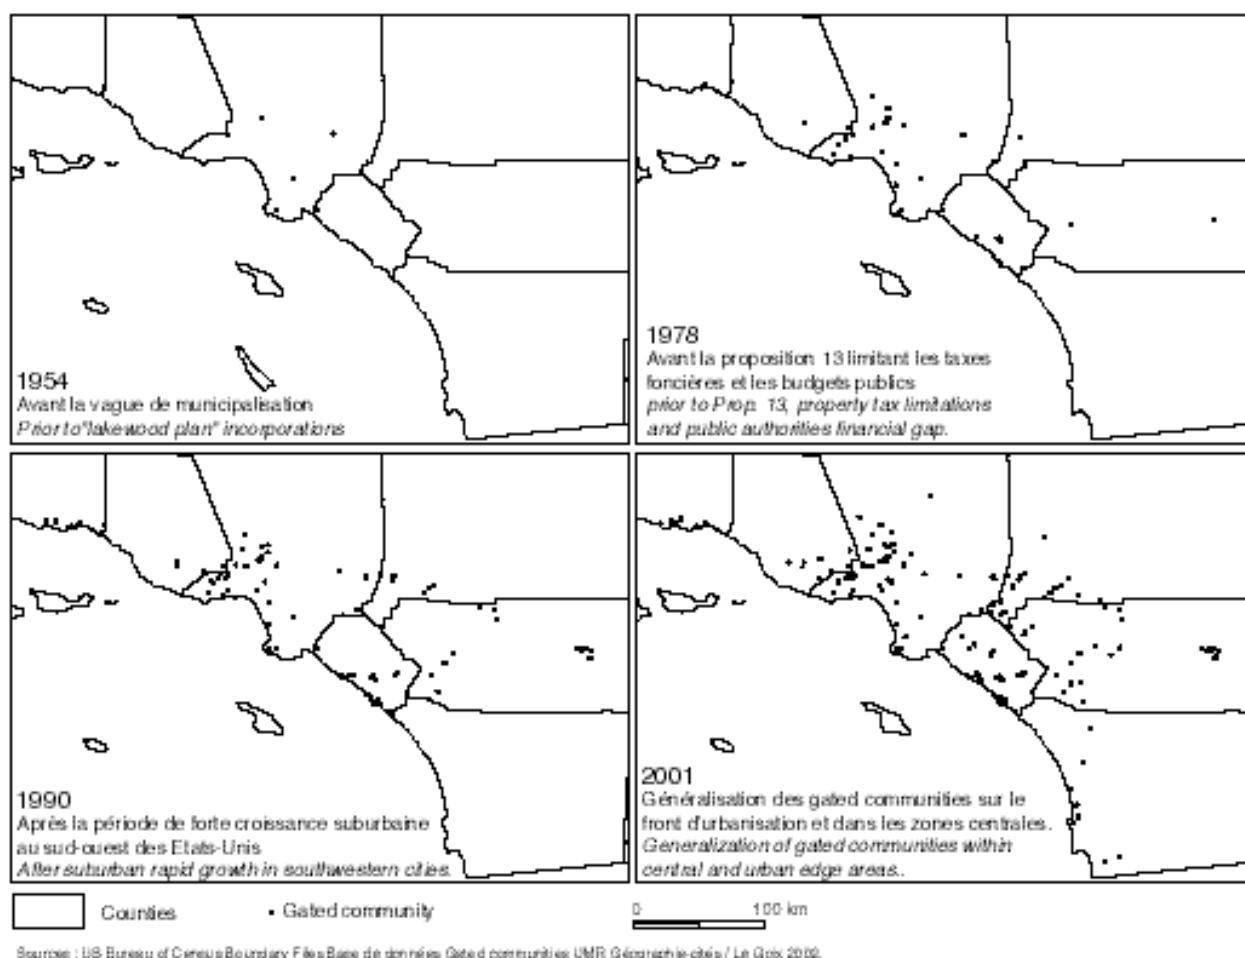 1954
Avant la vague de municipalisation
Prior to "lakewood plan" incorporations
1978
Avant la proposition 13 limitant les taxes
foncières et les budgets publics
prior to Prop. 13, property tax limitations
and public authorities financial gap.
1990
Après la période de forte croissance suburbaine
au sud-ouest des Etats-Unis
After suburban rapid growth in southwestern cities.
2001
Généralisation des gated communities sur le
front d'urbanisation et dans les zones centrales.
Generalization of gated communities within
central and urban edge areas..
Counties
Gated community
0 100 km
Sources : US Bureau of Census Boundary Files Base de données Gated communities UMR Géographie-cités / Le Goix 2002.